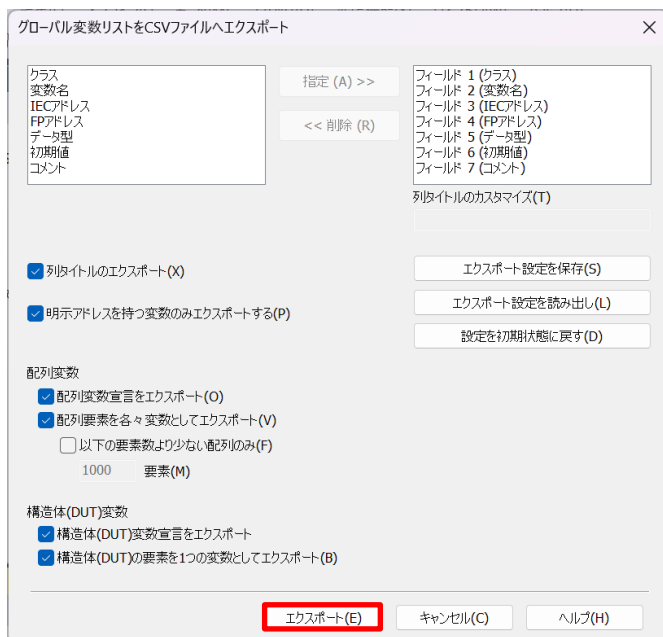 グローバル変数リストをCSVファイルへエクスポート
クラス
変数名
IECアドレス
FPアドレス
データ型
初期値
コメント
指定 (A) >>
<< 削除 (R)
フィールド 1 (クラス)
フィールド 2 (変数名)
フィールド 3 (IECアドレス)
フィールド 4 (FPアドレス)
フィールド 5 (データ型)
フィールド 6 (初期値)
フィールド 7 (コメント)
列タイトルのカスタマイズ(T)
列タイトルのエクスポート(X)
明示アドレスを持つ変数のみエクスポートする(P)
エクスポート設定を保存(S)
エクスポート設定を読み出し(L)
設定を初期状態に戻す(D)
配列変数
配列変数宣言をエクスポート(O)
配列要素を各々変数としてエクスポート(V)
以下の要素数より少ない配列のみ(F)
1000 要素(M)
構造体(DUT)変数
構造体(DUT)変数宣言をエクスポート
構造体(DUT)の要素を1つの変数としてエクスポート(B)
エクスポート(E)
キャンセル(C)
ヘルプ(H)